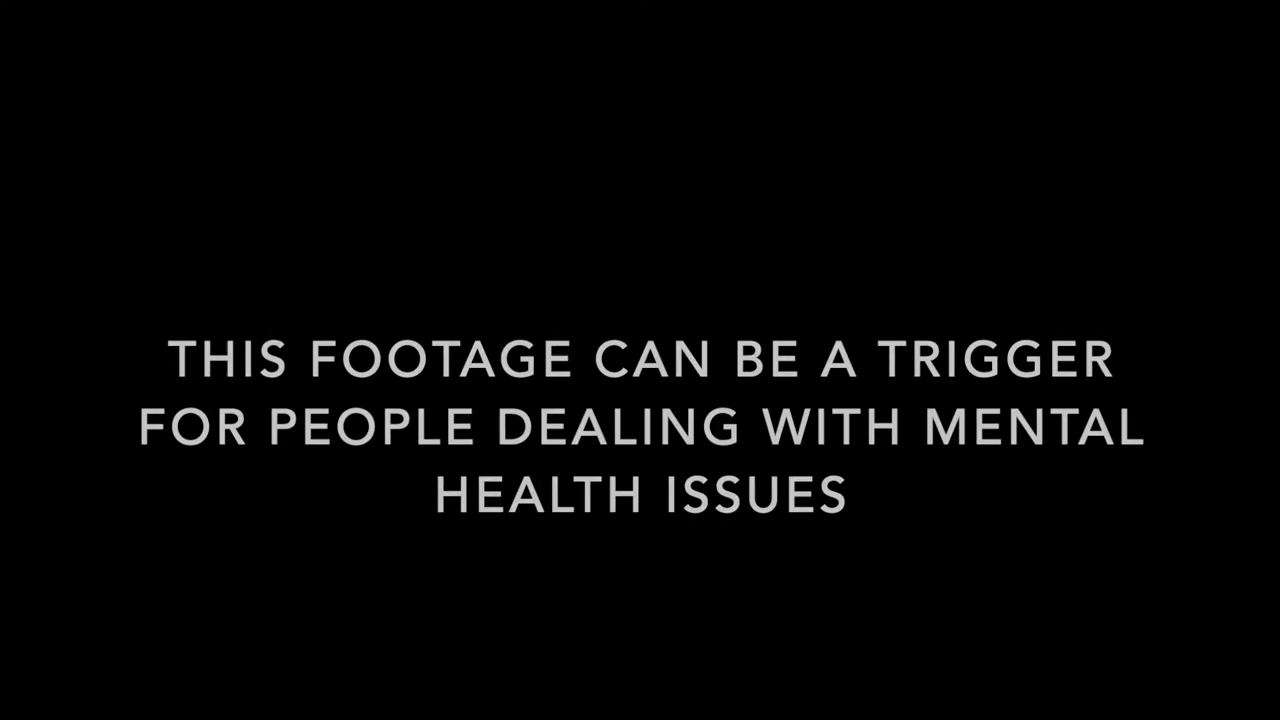 THIS FOOTAGE CAN BE A TRIGGER
FOR PEOPLE DEALING WITH MENTAL
HEALTH ISSUES